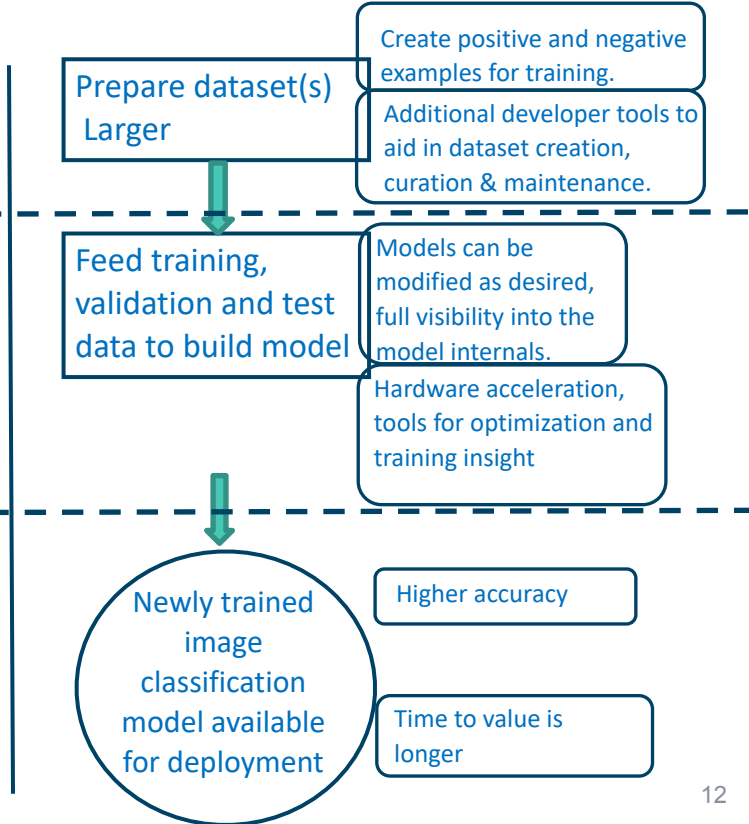 Create positive and negative
examples for training.
Prepare dataset(s)
Larger
Additional developer tools to
aid in dataset creation,
curation & maintenance.
Feed training,
validation and test
data to build model
Models can be
modified as desired,
full visibility into the
model internals.
Hardware acceleration,
tools for optimization and
training insight
Newly trained
image
classification
model available
for deployment
Higher accuracy
Time to value is
longer
12